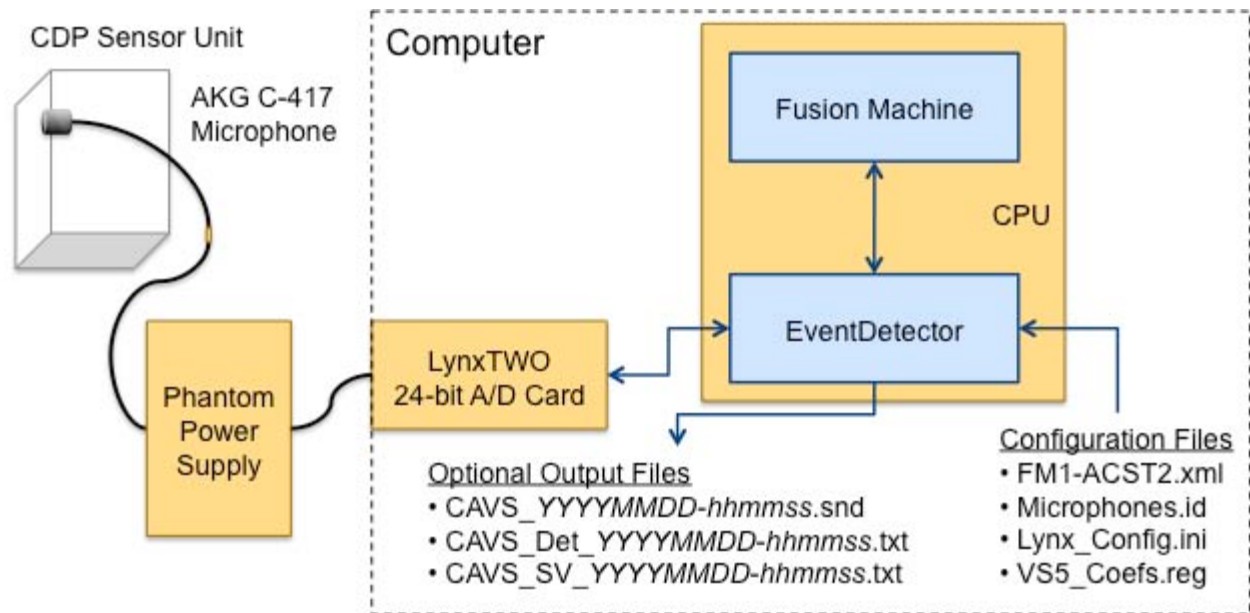 CDP Sensor Unit
AKG C-417
Microphone
Computer
Fusion Machine
CPU
EventDetector
LynxTWO
24-bit A/D Card
Phantom
Power
Supply
Optional Output Files
• CAVS_YYYYMMDD-hhmmss.snd
• CAVS_Det_YYYYMMDD-hhmmss.txt
• CAVS_SV_YYYYMMDD-hhmmss.txt
Configuration Files
• FM1-ACST2.xml
• Microphones.id
• Lynx_Config.ini
• VS5_Coefs.reg